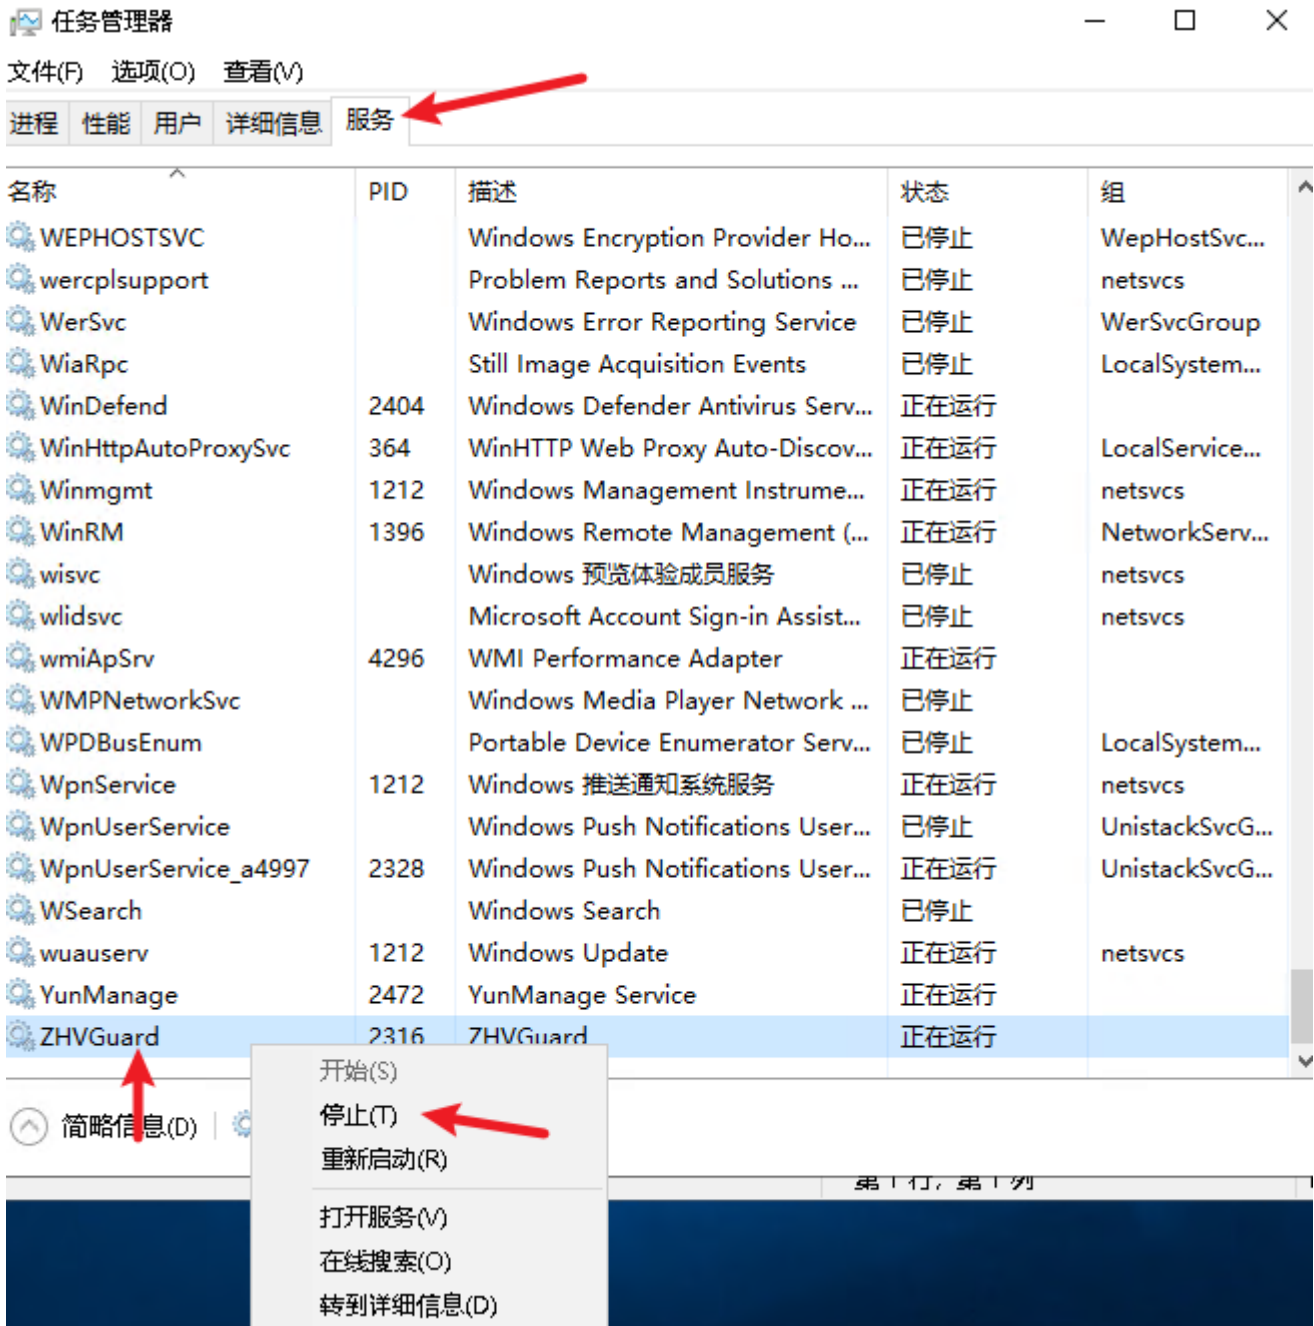 任务管理器
文件(F) 选项(O) 查看(V)
进程 性能 用户 详细信息 服务
名称 PID 描述 状态 组
WEPHOSTSVC Windows Encryption Provider Ho... 已停止 WepHostSvc...
wercplsupport Problem Reports and Solutions ... 已停止 netsvcs
WerSvc Windows Error Reporting Service 已停止 WerSvcGroup
WiaRpc Still Image Acquisition Events 已停止 LocalSystem...
WinDefend 2404 Windows Defender Antivirus Serv... 正在运行
WinHttpAutoProxySvc 364 WinHTTP Web Proxy Auto-Discov... 正在运行 LocalService...
Winmgmt 1212 Windows Management Instrume... 正在运行 netsvcs
WinRM 1396 Windows Remote Management (... 正在运行 NetworkServ...
wisvc Windows 预览体验成员服务 已停止 netsvcs
wlidsvc Microsoft Account Sign-in Assist... 已停止 netsvcs
wmiApSrv 4296 WMI Performance Adapter 正在运行
WMPNetworkSvc Windows Media Player Network ... 已停止
WPDBusEnum Portable Device Enumerator Serv... 已停止 LocalSystem...
WpnService 1212 Windows 推送通知系统服务 正在运行 netsvcs
WpnUserService Windows Push Notifications User... 已停止 UnistackSvcG...
WpnUserService_a4997 2328 Windows Push Notifications User... 正在运行 UnistackSvcG...
WSearch Windows Search 已停止
wuauserv 1212 Windows Update 正在运行 netsvcs
YunManage 2472 YunManage Service 正在运行
ZHVGuard 2316 ZHVGuard 正在运行
开始(S)
停止(T)
简略信息(D)
重新启动(R)
第 1 行, 第 1 列
打开服务(V)
在线搜索(O)
转到详细信息(D)